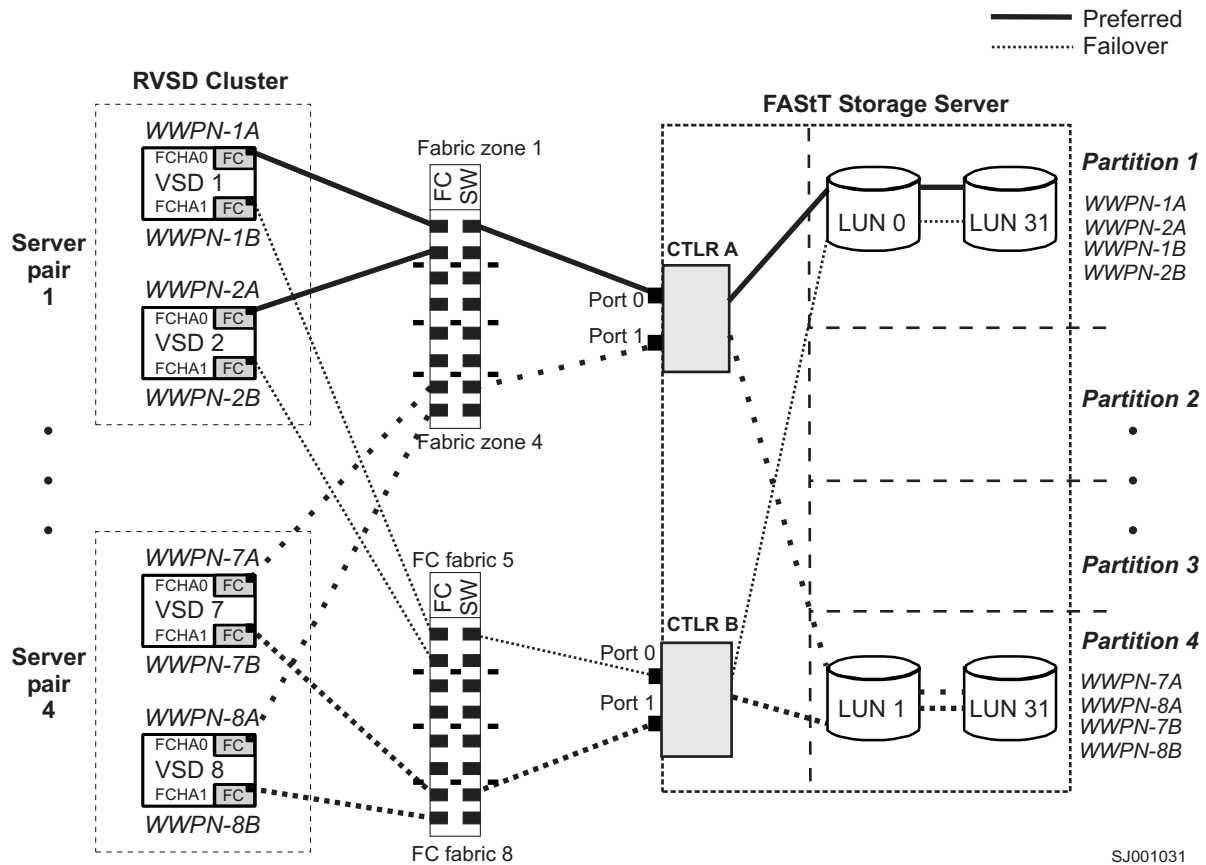 Preferred
Failover
RVSD Cluster
FAStT Storage Server
WWPN-1A
FCHA0 FC
VSD 1
FCHA1 FC
WWPN-1B
Server
pair
1
WWPN-2A
FCHA0 FC
VSD 2
FCHA1 FC
WWPN-2B
Fabric zone 1
FC
SW
Fabric zone 4
CTLR A
Port 0
Port 1
LUN 0
LUN 31
Partition 1
WWPN-1A
WWPN-2A
WWPN-1B
WWPN-2B
Partition 2
Partition 3
WWPN-7A
FCHA0 FC
VSD 7
FCHA1 FC
WWPN-7B
Server
pair
4
WWPN-8A
FCHA0 FC
VSD 8
FCHA1 FC
WWPN-8B
FC fabric 5
FC
SW
FC fabric 8
CTLR B
Port 0
Port 1
LUN 1
LUN 31
Partition 4
WWPN-7A
WWPN-8A
WWPN-7B
WWPN-8B
SJ001031